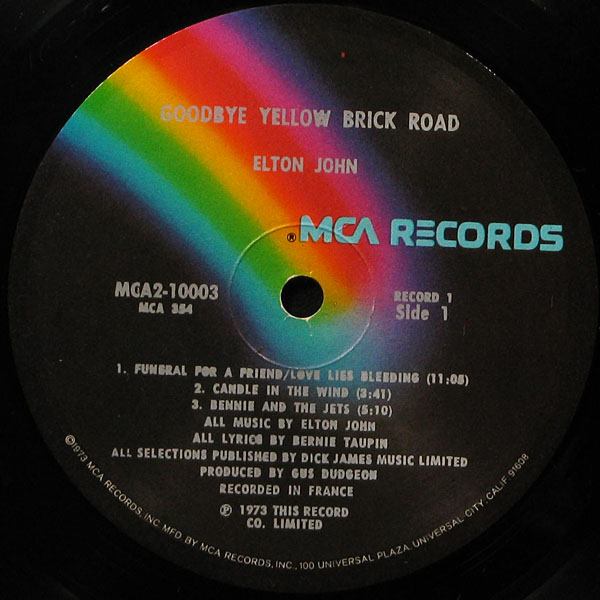 GOODBYE YELLOW BRICK ROAD
ELTON JOHN
®MCA RECORDS
MCA2-10003
MCA 354
RECORD 1
Side 1
1. FUNERAL FOR A FRIEND/LOVE LIES BLEEDING (11:05)
2. CANDLE IN THE WIND (3:41)
3. BENNIE AND THE JETS (5:10)
ALL MUSIC BY ELTON JOHN
ALL LYRICS BY BERNIE TAUPIN
ALL SELECTIONS PUBLISHED BY DICK JAMES MUSIC LIMITED
PRODUCED BY GUS DUDGEON
RECORDED IN FRANCE
℗ 1973 THIS RECORD
CO. LIMITED
©1973 MCA RECORDS, INC. MFD. BY MCA RECORDS, INC., 100 UNIVERSAL PLAZA, UNIVERSAL CITY, CALIF. 91608